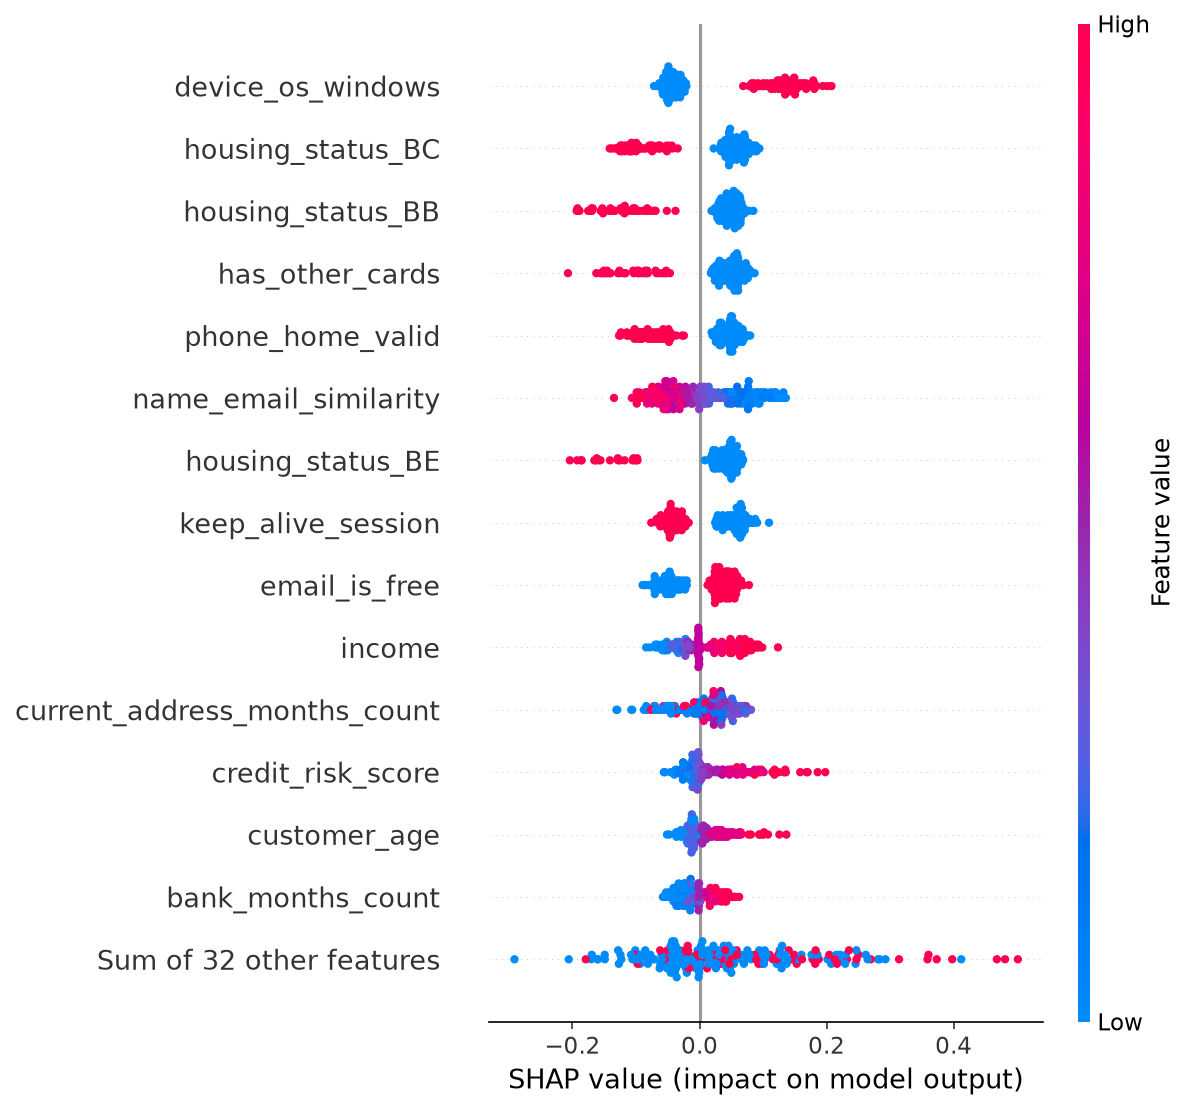 High
device_os_windows
housing_status_BC
housing_status_BB
has_other_cards
phone_home_valid
name_email_similarity
housing_status_BE
keep_alive_session
email_is_free
income
current_address_months_count
credit_risk_score
customer_age
bank_months_count
Sum of 32 other features
Feature value
Low
−0.2 0.0 0.2 0.4
SHAP value (impact on model output)